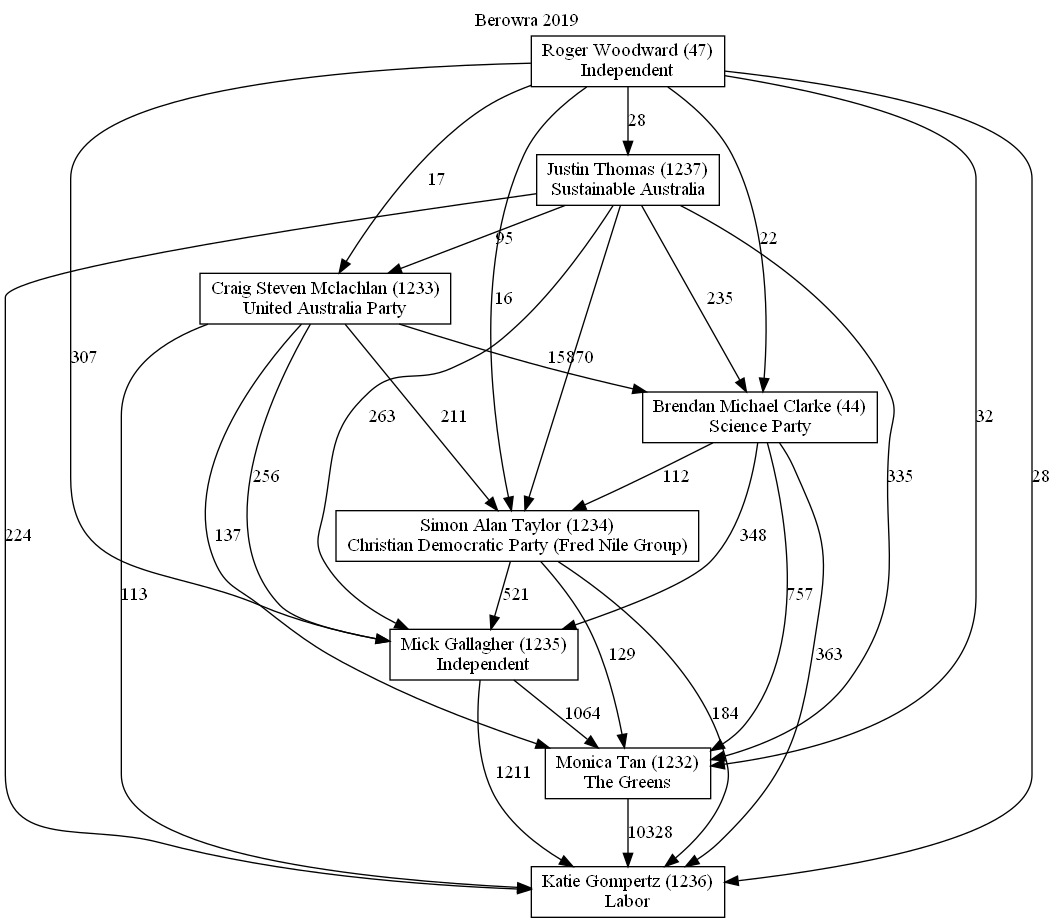 Berowra 2019
Roger Woodward (47)
Independent
28
Justin Thomas (1237)
Sustainable Australia
17
95
22
Craig Steven Mclachlan (1233)
United Australia Party
16
235
307
15870
Brendan Michael Clarke (44)
Science Party
263
211
32
256
112
335
28
Simon Alan Taylor (1234)
Christian Democratic Party (Fred Nile Group)
224
137
348
113
521
757
Mick Gallagher (1235)
Independent
129
363
1064
184
Monica Tan (1232)
The Greens
1211
10328
Katie Gompertz (1236)
Labor